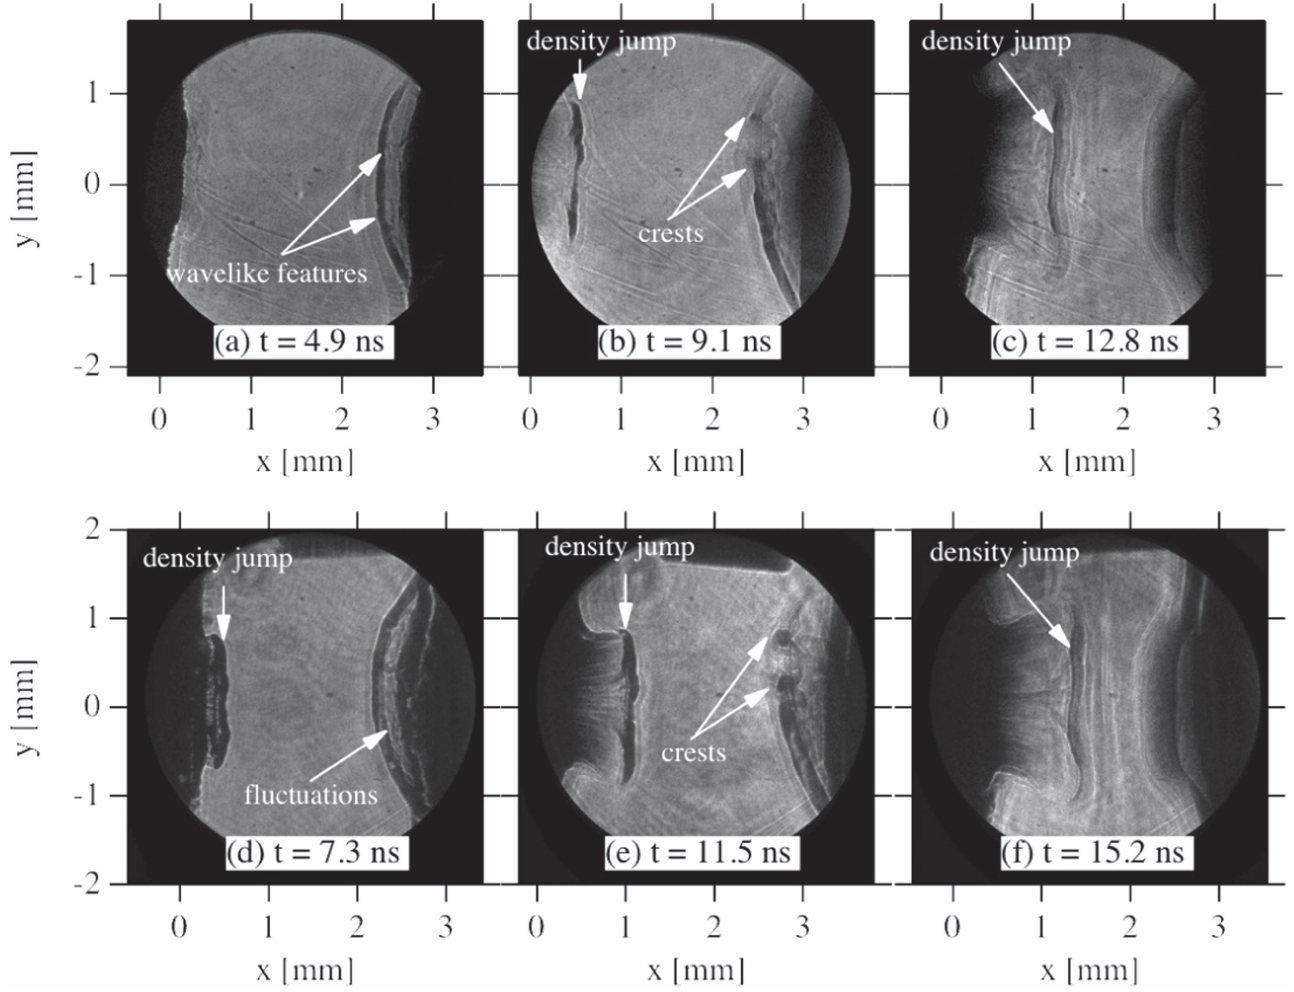 density jump
density jump
1
0
-1
-2
y [mm]
wavelike features
crests
(a) t = 4.9 ns
(b) t = 9.1 ns
(c) t = 12.8 ns
0 1 2 3
0 1 2 3
0 1 2 3
x [mm]
x [mm]
x [mm]
2
1
0
-1
-2
y [mm]
density jump
density jump
density jump
fluctuations
crests
(d) t = 7.3 ns
(e) t = 11.5 ns
(f) t = 15.2 ns
0 1 2 3
0 1 2 3
0 1 2 3
x [mm]
x [mm]
x [mm]